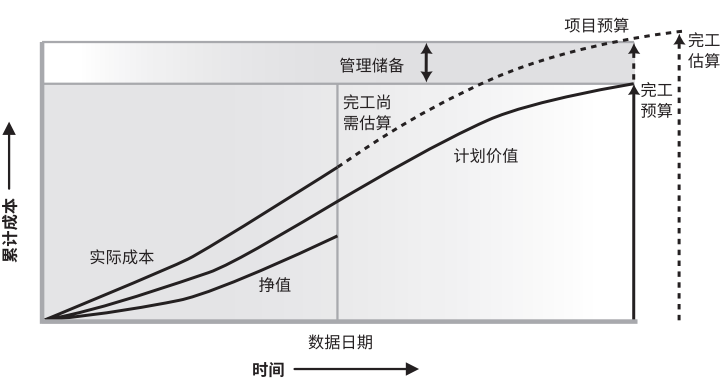 项目预算
完工
估算
管理储备
完工
预算
完工尚
需估算
计划价值
累计成本
实际成本
挣值
数据日期
时间